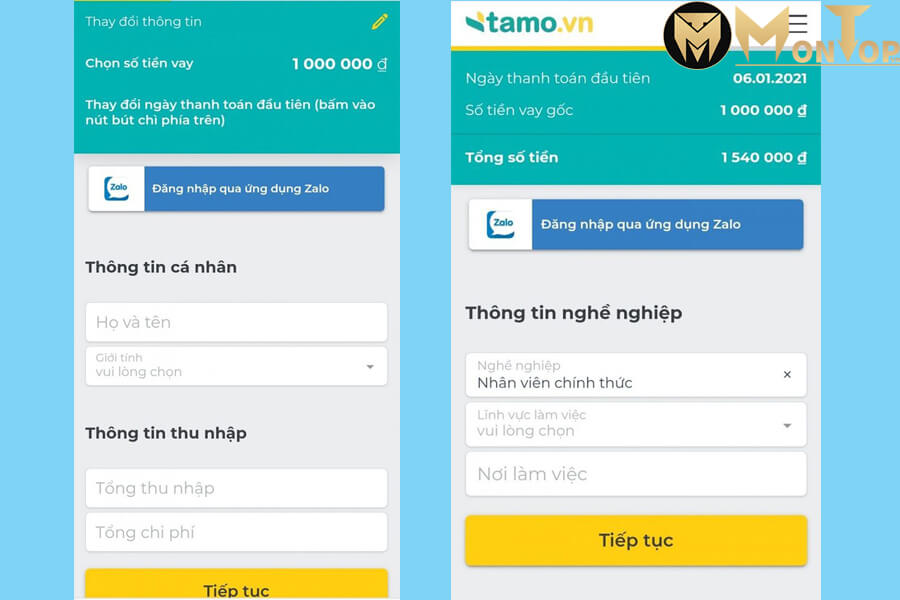 Thay đổi thông tin
Chọn số tiền vay 1 000 000 ₫
Thay đổi ngày thanh toán đầu tiên (bấm vào
nút bút chì phía trên)
Zalo Đăng nhập qua ứng dụng Zalo
Thông tin cá nhân
Họ và tên
Giới tính
vui lòng chọn
Thông tin thu nhập
Tổng thu nhập
Tổng chi phí
Tiếp tục
tamo.vn
MONTOP
Ngày thanh toán đầu tiên 06.01.2021
Số tiền vay gốc 1 000 000 ₫
Tổng số tiền 1 540 000 ₫
Zalo Đăng nhập qua ứng dụng Zalo
Thông tin nghề nghiệp
Nghề nghiệp
Nhân viên chính thức
Lĩnh vực làm việc
vui lòng chọn
Nơi làm việc
Tiếp tục